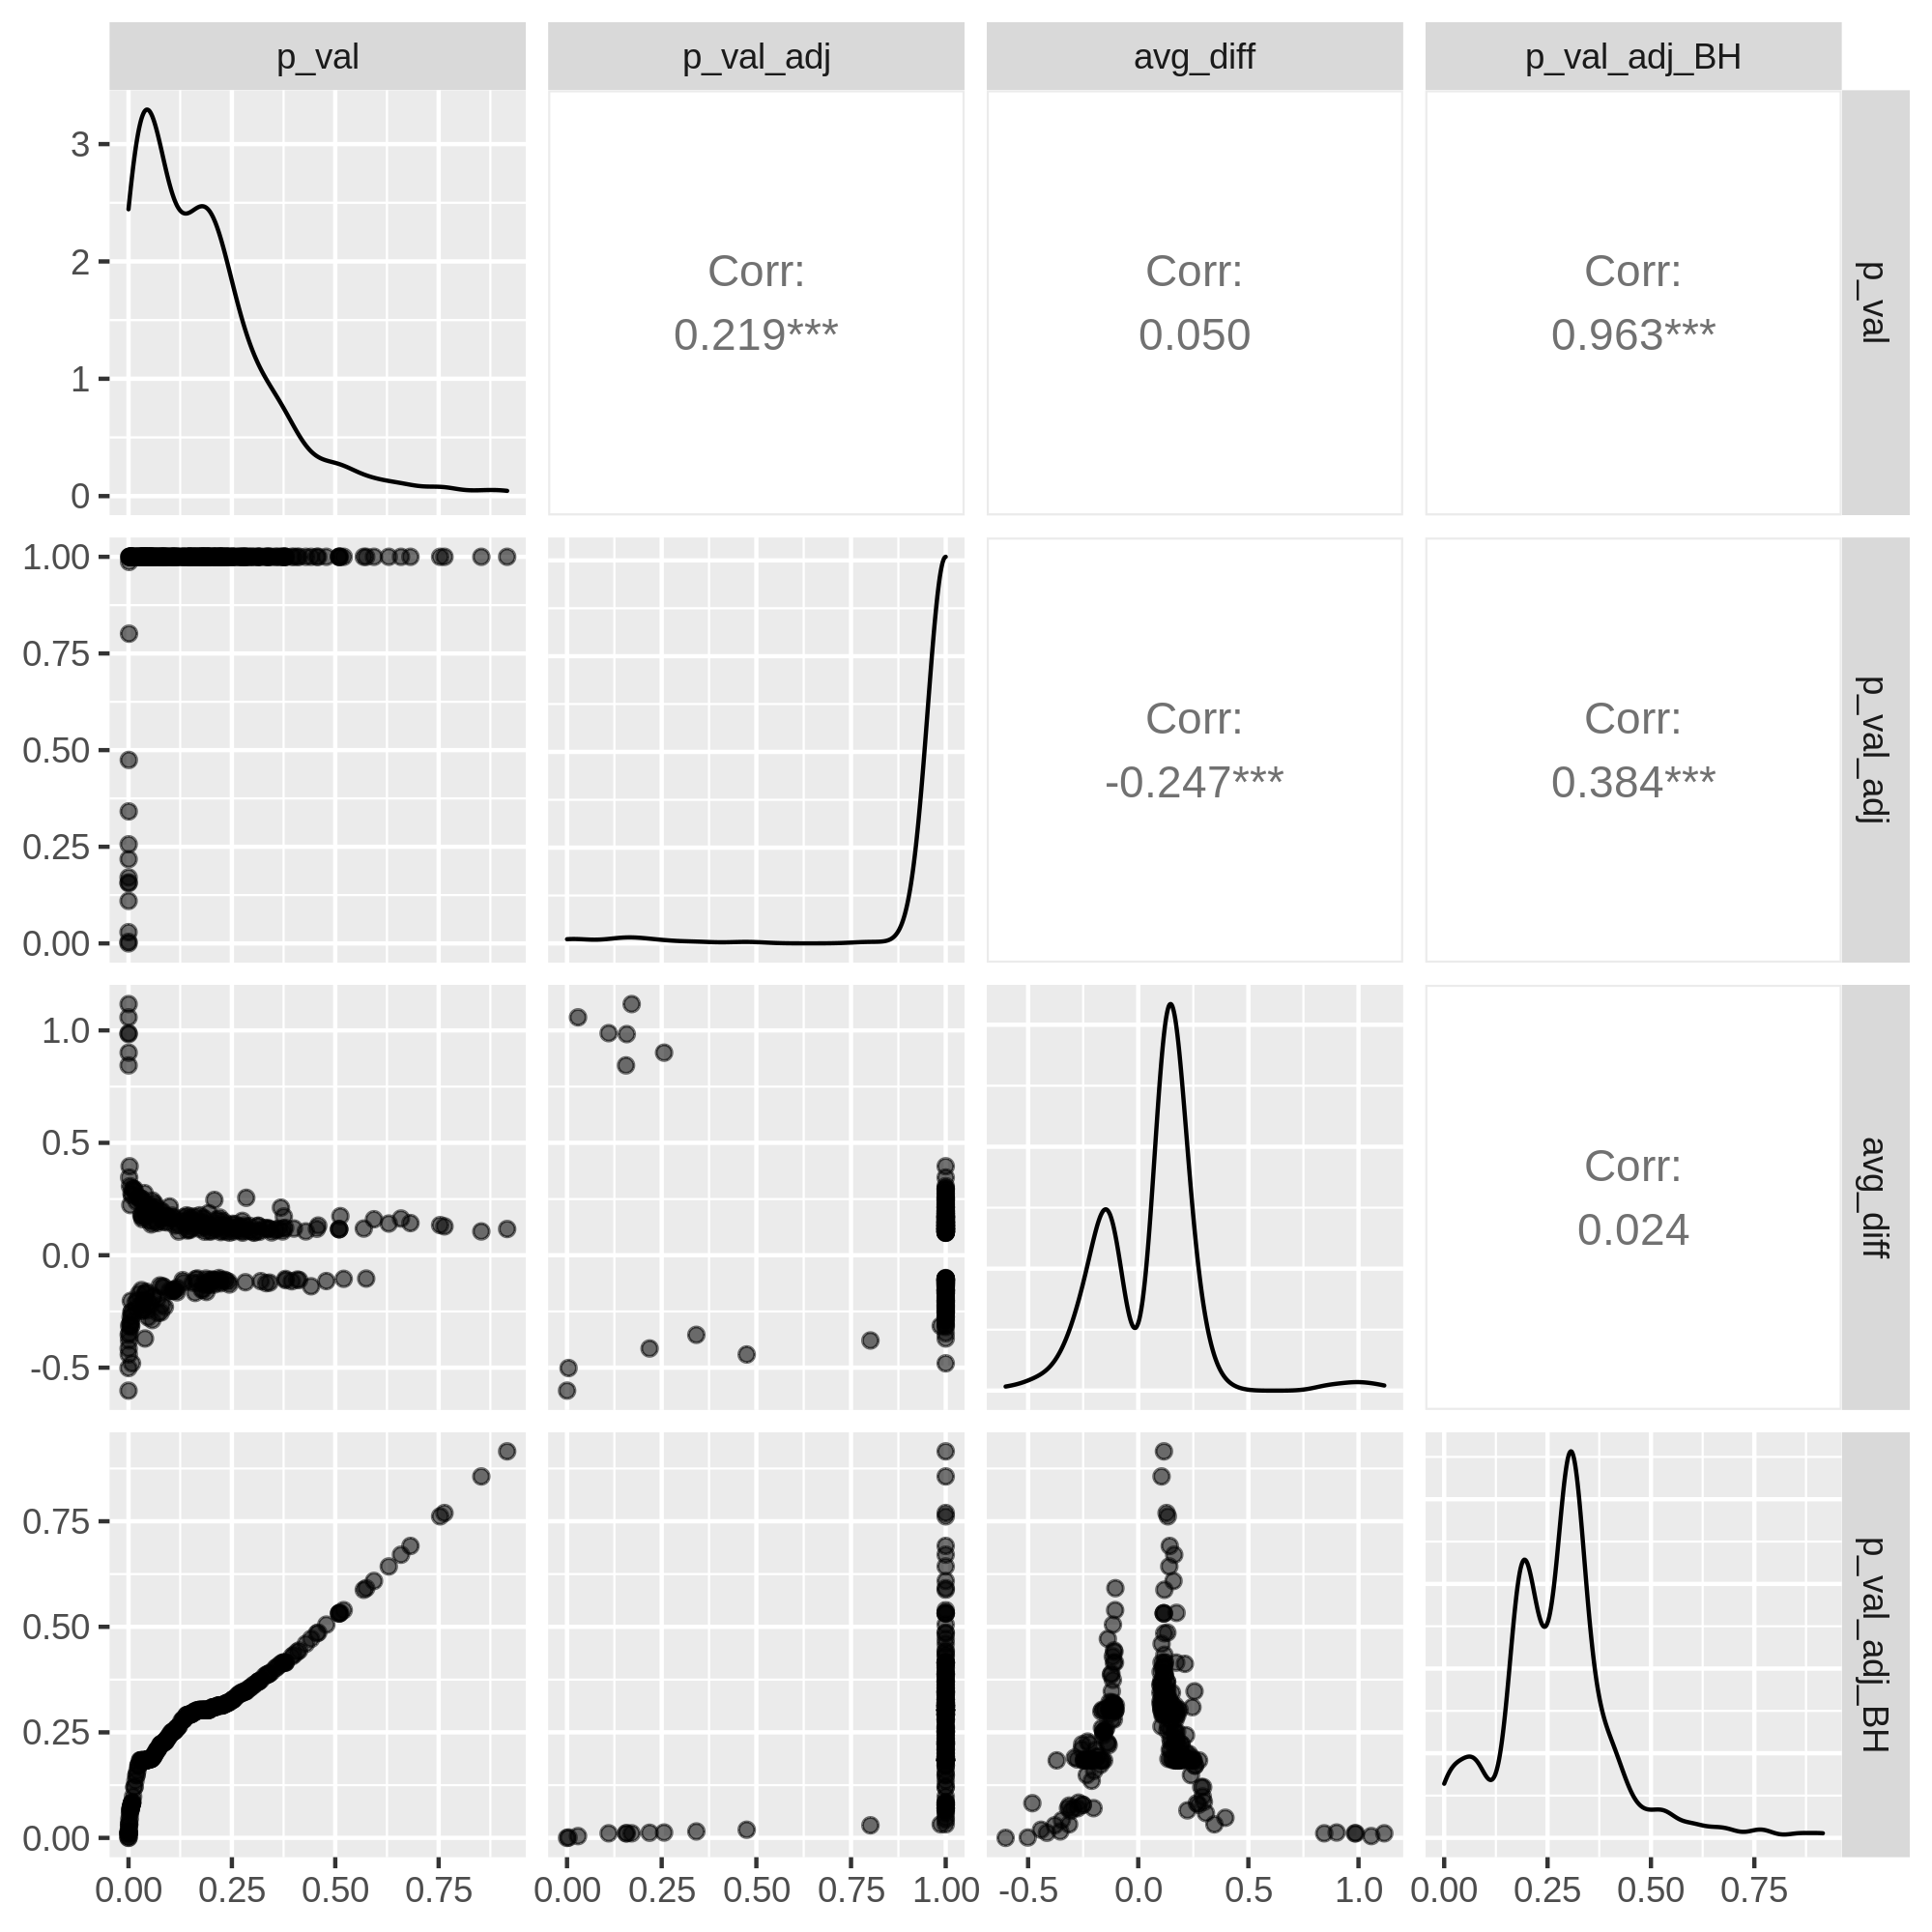 p_val p_val_adj avg_diff p_val_adj_BH
3
2
1
0
Corr:
0.219***
Corr:
0.050
Corr:
0.963***
p_val
1.00
0.75
0.50
0.25
0.00
Corr:
-0.247***
Corr:
0.384***
p_val_adj
1.0
0.5
0.0
-0.5
Corr:
0.024
avg_diff
0.75
0.50
0.25
0.00
p_val_adj_BH
0.00 0.25 0.50 0.75 0.00 0.25 0.50 0.75 1.00 -0.5 0.0 0.5 1.0 0.00 0.25 0.50 0.75